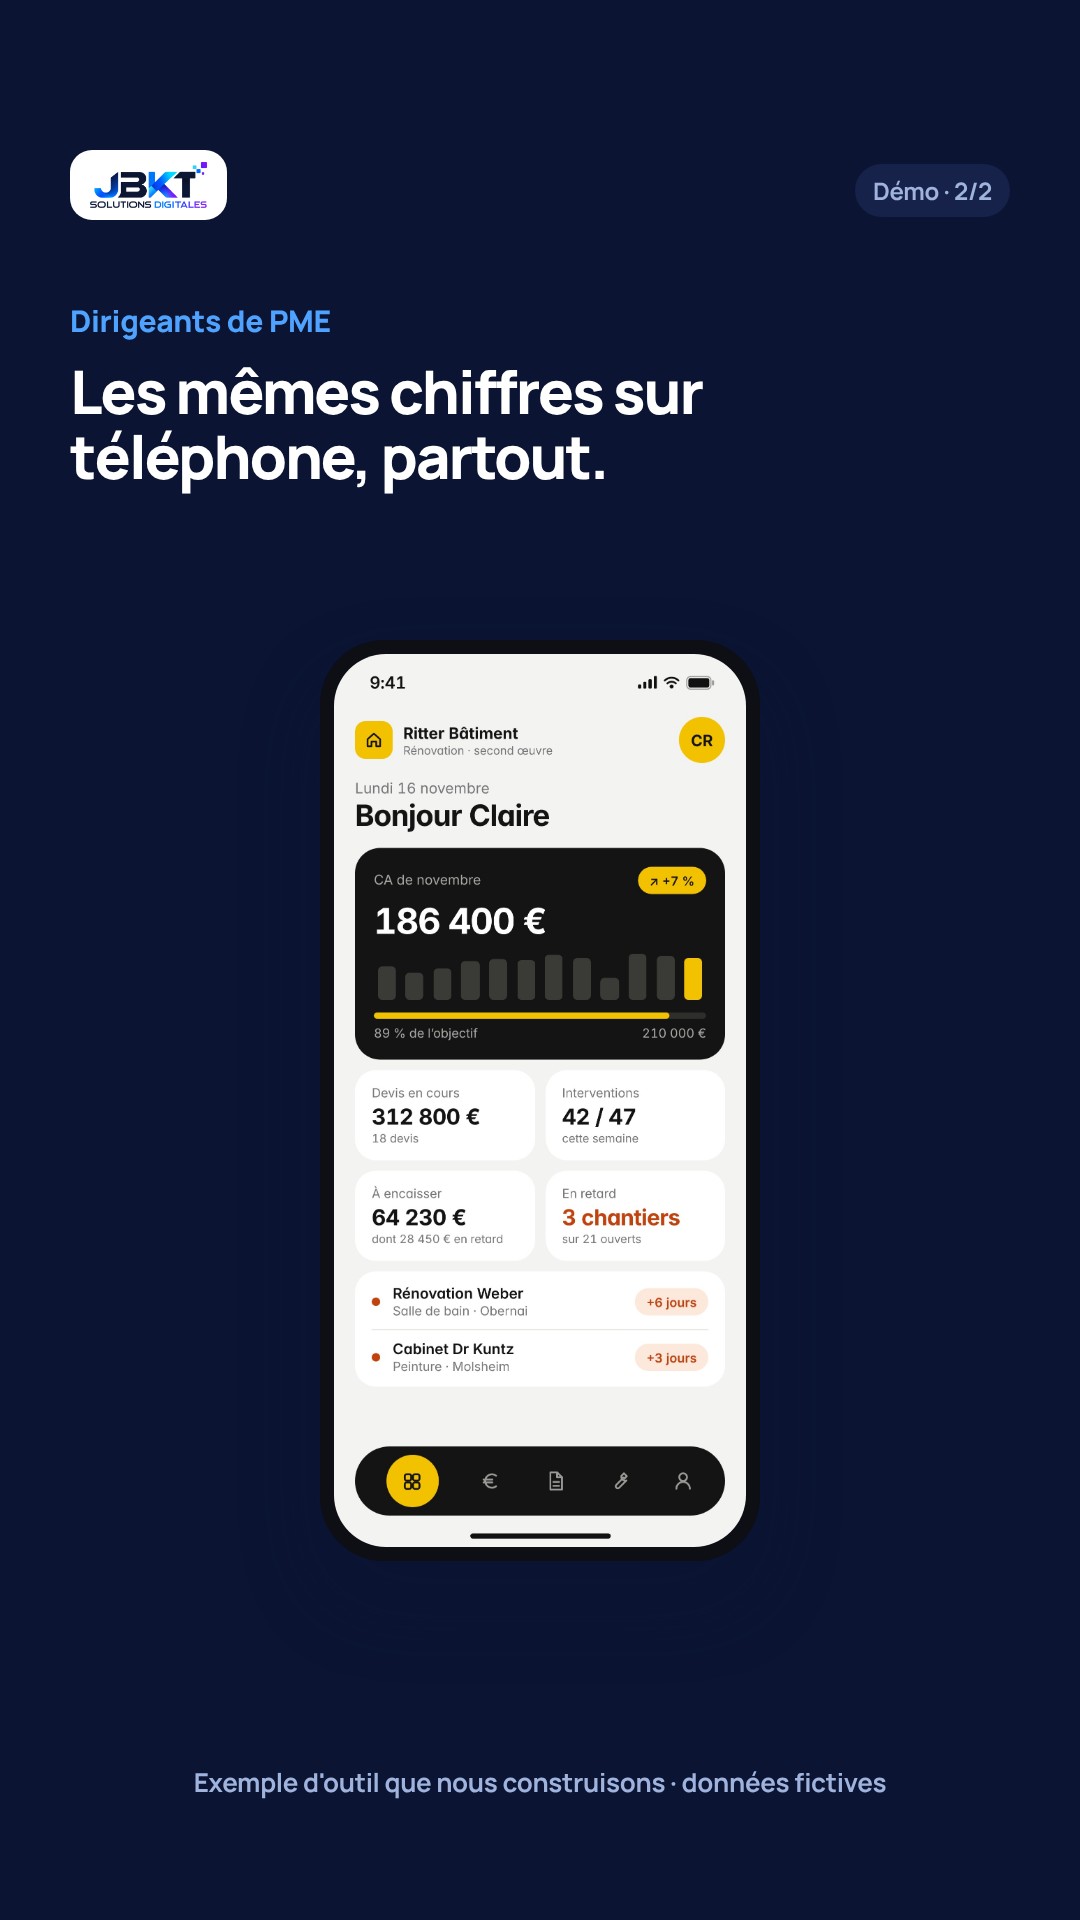 JBKT
SOLUTIONS DIGITALES
Démo · 2/2
Dirigeants de PME
Les mêmes chiffres sur
téléphone, partout.
9:41
Ritter Bâtiment
Rénovation · second œuvre
CR
Lundi 16 novembre
Bonjour Claire
CA de novembre
+7 %
186 400 €
89 % de l'objectif
210 000 €
Devis en cours
312 800 €
18 devis
Interventions
42 / 47
cette semaine
À encaisser
64 230 €
dont 28 450 € en retard
En retard
3 chantiers
sur 21 ouverts
Rénovation Weber
Salle de bain · Obernai
+6 jours
Cabinet Dr Kuntz
Peinture · Molsheim
+3 jours
€
Exemple d'outil que nous construisons · données fictives